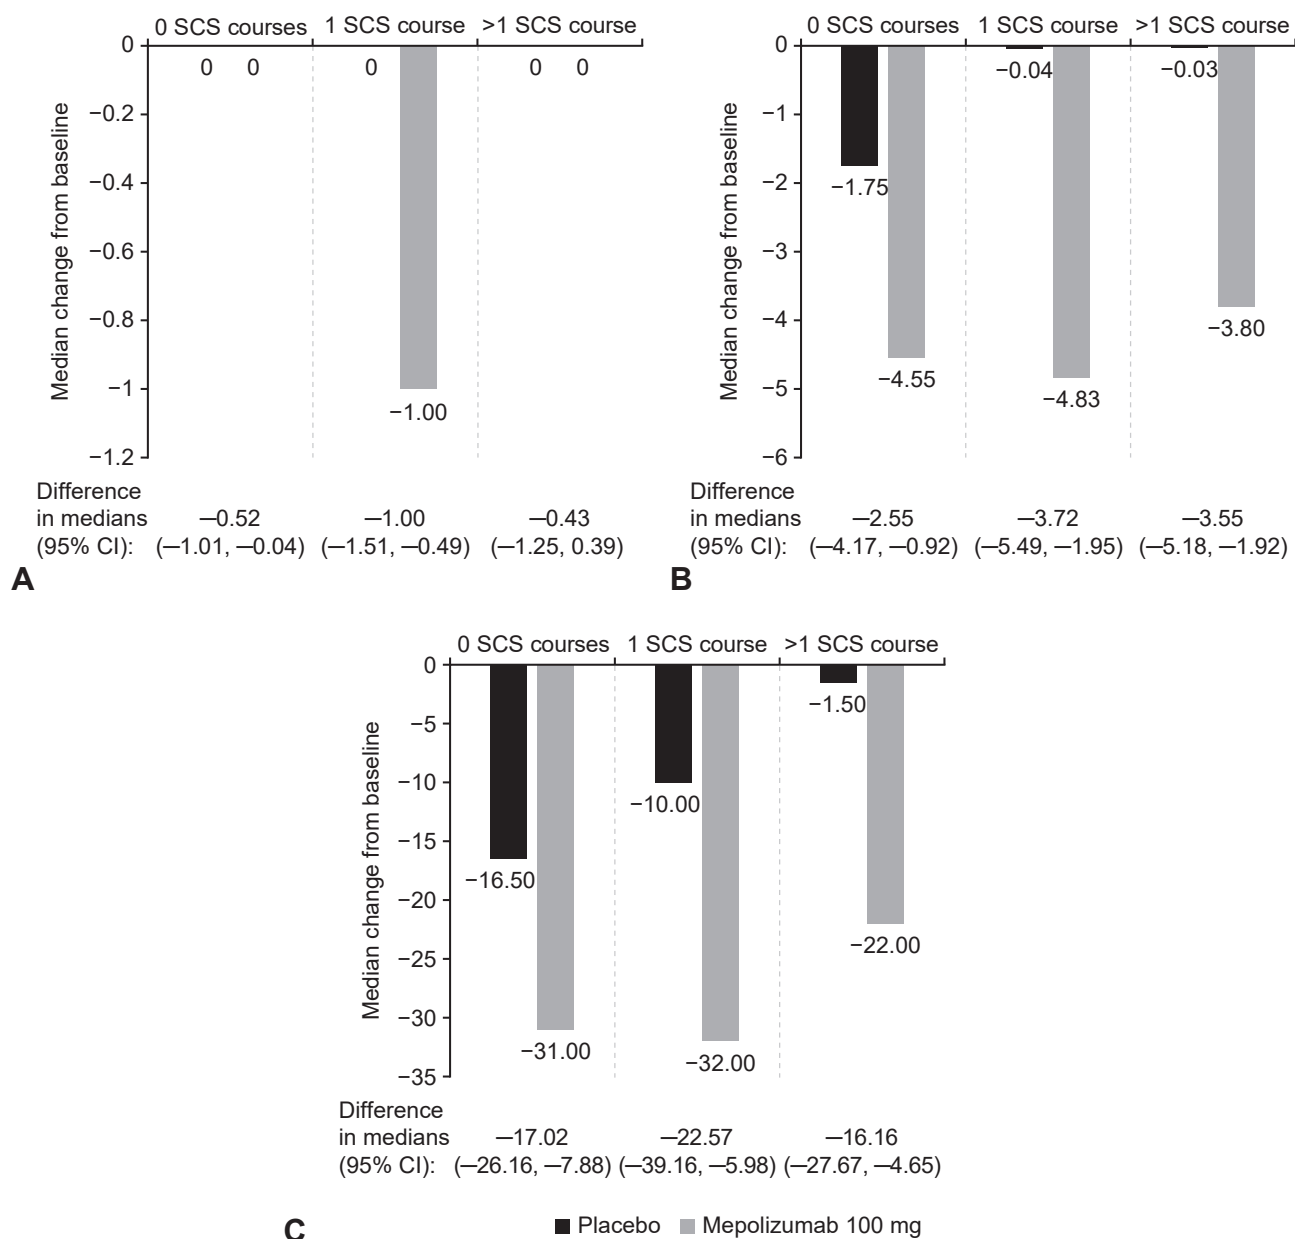 0 SCS courses 1 SCS course >1 SCS course
0
0 0 0 0 0
−0.2
−0.4
−0.6
−0.8
−1
−1.00
−1.2
Median change from baseline
Difference
in medians —0.52 —1.00 —0.43
(95% CI): (—1.01, —0.04) (—1.51, —0.49) (—1.25, 0.39)
A
0 SCS courses 1 SCS course >1 SCS course
0
−0.04 −0.03
−1
−2
−1.75
−3
−4
−3.80
−4.55
−5
−4.83
−6
Median change from baseline
Difference
in medians —2.55 —3.72 —3.55
(95% CI): (—4.17, —0.92) (—5.49, —1.95) (—5.18, —1.92)
B
0 SCS courses 1 SCS course >1 SCS course
0
−1.50
−5
−10
−10.00
−15
−16.50
−20
−22.00
−25
−30
−31.00
−32.00
−35
Median change from baseline
Difference
in medians —17.02 —22.57 —16.16
(95% CI): (—26.16, —7.88) (—39.16, —5.98) (—27.67, —4.65)
C
Placebo Mepolizumab 100 mg